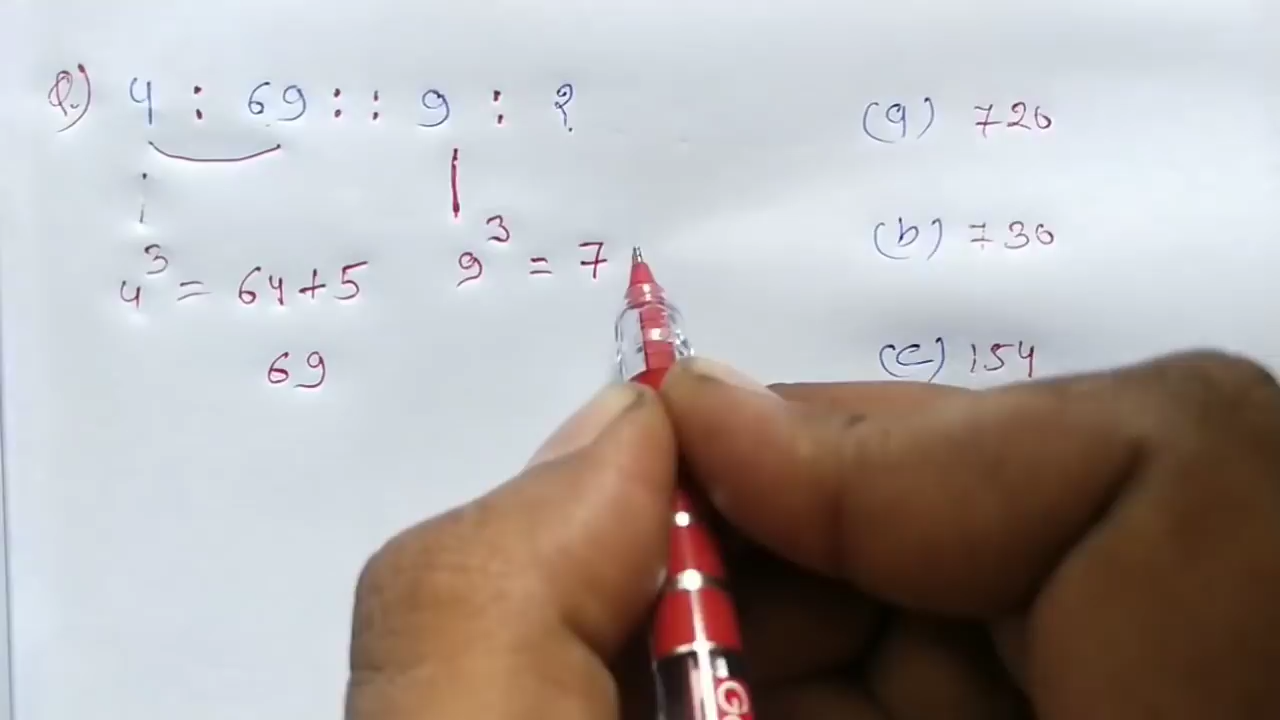 Q.) 4 : 69 :: 9 : ?
(a) 720
(b) 730
(c) 154
4³ = 64+5
69
9³ = 7